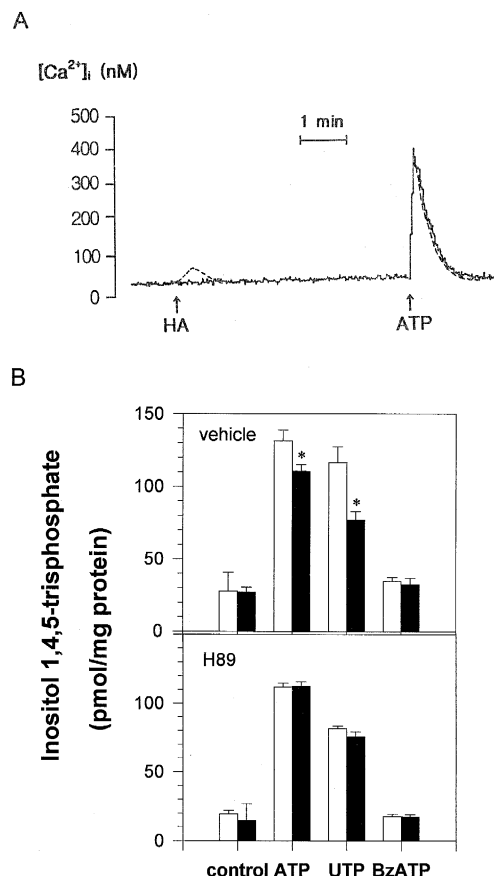 A
[Ca²⁺]ᵢ (nM)
500
400
300
200
100
0
1 min
HA
ATP
B
Inositol 1,4,5-trisphosphate
(pmol/mg protein)
150
100
50
0
vehicle
*
*
100
50
0
H89
control ATP UTP BzATP